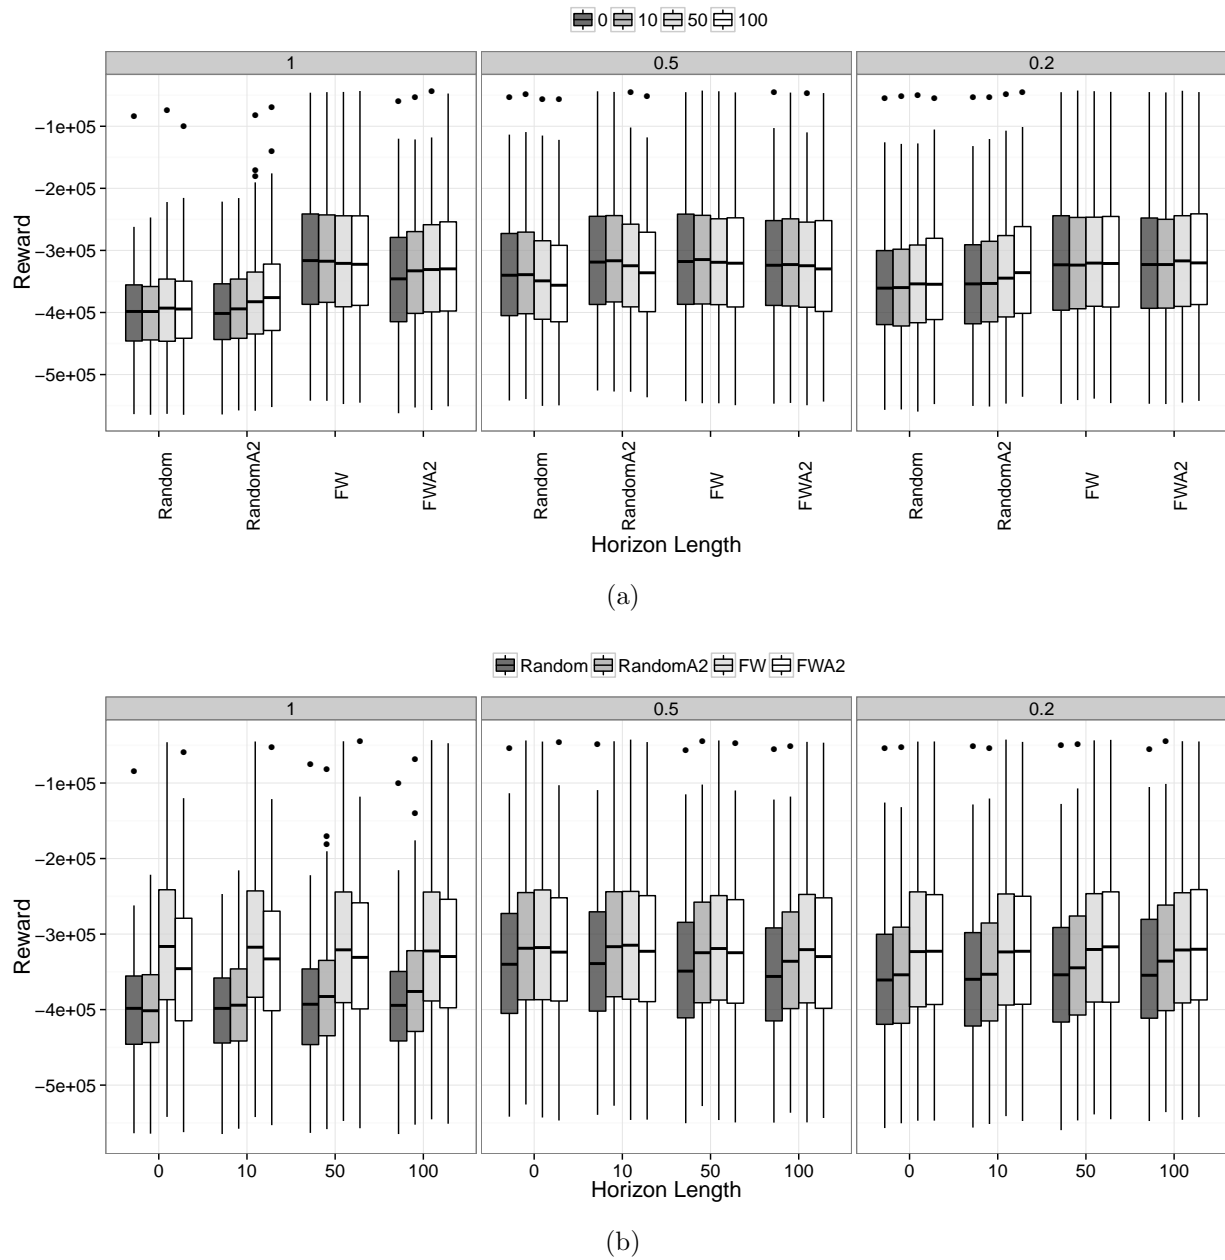 0 10 50 100
1 0.5 0.2
−1e+05
−2e+05
−3e+05
−4e+05
−5e+05
Reward
Random RandomA2 FW FWA2 Random RandomA2 FW FWA2 Random RandomA2 FW FWA2
Horizon Length
(a)
Random RandomA2 FW FWA2
1 0.5 0.2
−1e+05
−2e+05
−3e+05
−4e+05
−5e+05
Reward
0 10 50 100 0 10 50 100 0 10 50 100
Horizon Length
(b)